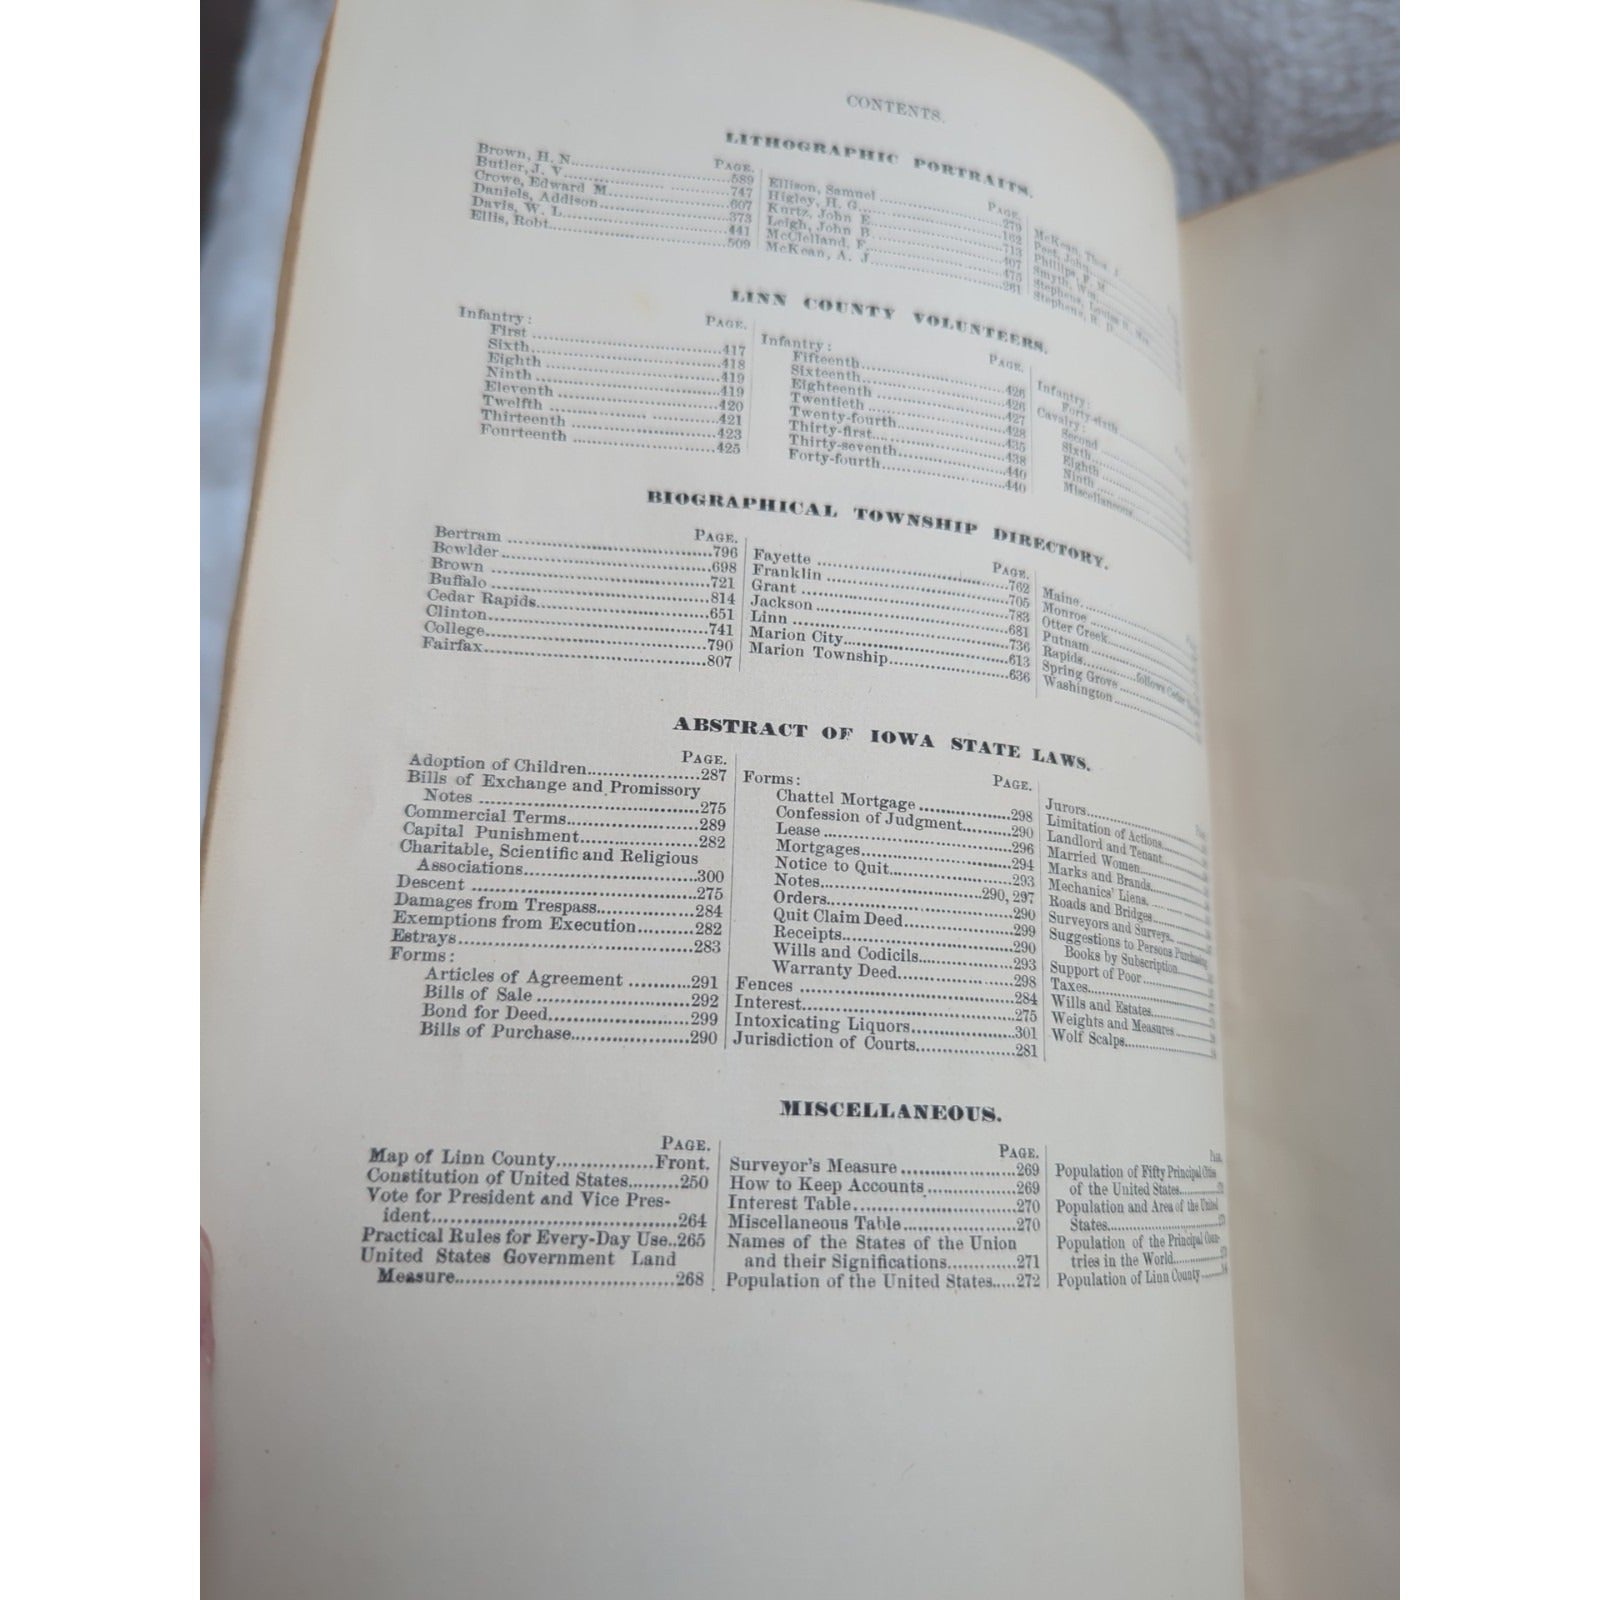 CONTENTS.
LITHOGRAPHIC PORTRAITS.
PAGE.
Brown, H. N. 589
Butler, J. V. 747
Crowe, Edward M. 607
Daniels, Addison 373
Davis, W. L. 441
Ellis, Robt. 509
PAGE.
Ellison, Samuel 279
Higley, H. G. 162
Kurtz, John E. 713
Leigh, John B. 407
McClelland, F. 475
McKean, A. J. 261
McKean, Thos. J.
Peet, John
Phillips, F. M.
Smyth, Wm.
Stephens, Louise
Stephens, R. D.
LINN COUNTY VOLUNTEERS.
PAGE.
Infantry:
First 417
Sixth 418
Eighth 419
Ninth 419
Eleventh 420
Twelfth 421
Thirteenth 423
Fourteenth 425
PAGE.
Infantry:
Fifteenth 426
Sixteenth 426
Eighteenth 427
Twentieth 428
Twenty-fourth 435
Thirty-first 438
Thirty-seventh 440
Forty-fourth 440
Infantry:
Forty-sixth
Cavalry:
Second
Sixth
Eighth
Ninth
Miscellaneous
BIOGRAPHICAL TOWNSHIP DIRECTORY.
PAGE.
Bertram 796
Bowlder 698
Brown 721
Buffalo 814
Cedar Rapids 651
Clinton 741
College 790
Fairfax 807
PAGE.
Fayette 762
Franklin 705
Grant 783
Jackson 681
Linn 736
Marion City 613
Marion Township 636
Maine
Monroe
Otter Creek
Putnam
Rapids follows Cedar
Spring Grove
Washington
ABSTRACT OF IOWA STATE LAWS.
PAGE.
Adoption of Children 287
Bills of Exchange and Promissory
Notes 275
Commercial Terms 289
Capital Punishment 282
Charitable, Scientific and Religious
Associations 300
Descent 275
Damages from Trespass 284
Exemptions from Execution 282
Estrays 283
Forms:
Articles of Agreement 291
Bills of Sale 292
Bond for Deed 299
Bills of Purchase 290
PAGE.
Forms:
Chattel Mortgage 298
Confession of Judgment 290
Lease 296
Mortgages 294
Notice to Quit 293
Notes 290, 297
Orders 290
Quit Claim Deed 299
Receipts 290
Wills and Codicils 293
Warranty Deed 298
Fences 284
Interest 275
Intoxicating Liquors 301
Jurisdiction of Courts 281
Jurors
Limitation of Actions
Landlord and Tenant
Married Women
Marks and Brands
Mechanics' Liens
Roads and Bridges
Surveyors and Surveys
Suggestions to Persons Purchasing
Books by Subscription
Support of Poor
Taxes
Wills and Estates
Weights and Measures
Wolf Scalps
MISCELLANEOUS.
PAGE.
Map of Linn County Front.
Constitution of United States 250
Vote for President and Vice Pres-
ident 264
Practical Rules for Every-Day Use..265
United States Government Land
Measure 268
PAGE.
Surveyor's Measure 269
How to Keep Accounts 269
Interest Table 270
Miscellaneous Table 270
Names of the States of the Union
and their Significations 271
Population of the United States 272
Population of Fifty Principal Cities
of the United States
Population and Area of the United
States
Population of the Principal Coun-
tries in the World
Population of Linn County